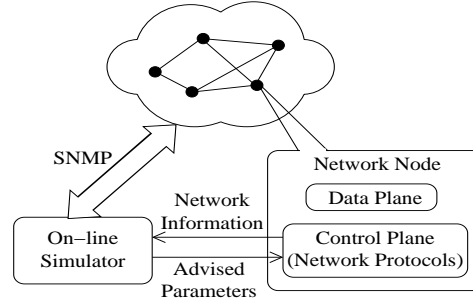 SNMP
Network Node
Data Plane
Network
Information
On-line
Simulator
Control Plane
(Network Protocols)
Advised
Parameters